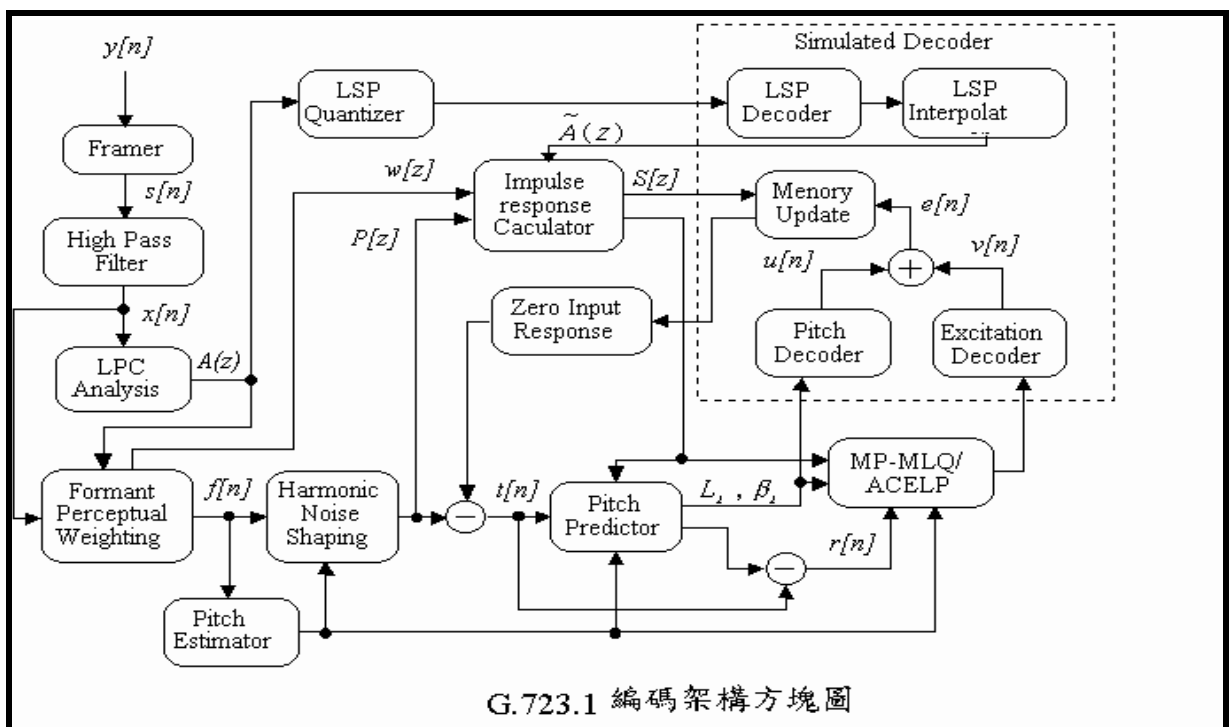 y[n]
Framer
s[n]
High Pass
Filter
x[n]
LPC
Analysis
A(z)
Formant
Perceptual
Weighting
f[n]
Pitch
Estimator
Harmonic
Noise
Shaping
LSP
Quantizer
w[z]
P[z]
Ã(z)
Impulse
response
Caculator
S[z]
Zero Input
Response
−
t[n]
Pitch
Predictor
L_i , β_i
−
r[n]
MP-MLQ/
ACELP
Simulated Decoder
LSP
Decoder
LSP
Interpolat
Menory
Update
e[n]
u[n]
+
v[n]
Pitch
Decoder
Excitation
Decoder
G.723.1 編碼架構方塊圖